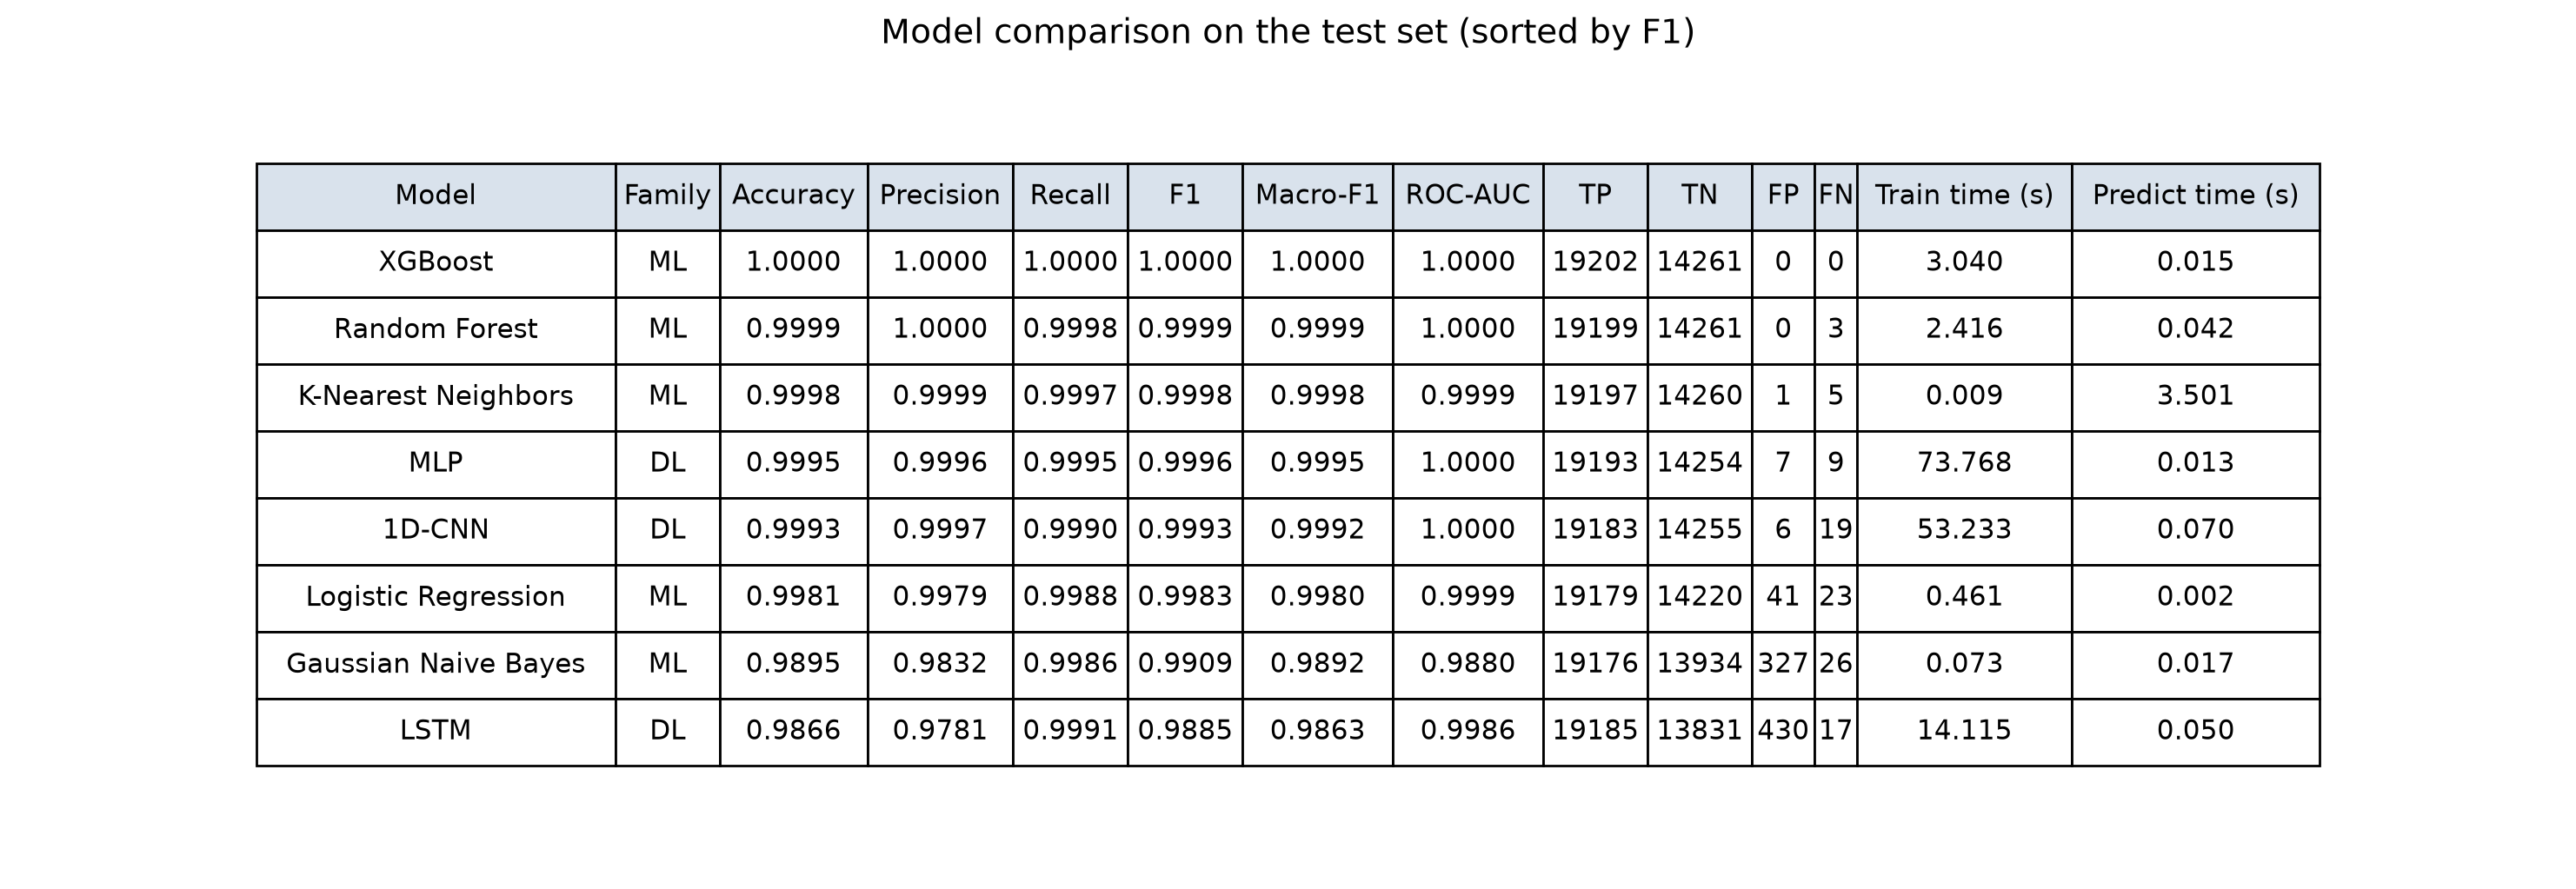 Model comparison on the test set (sorted by F1)
Model Family Accuracy Precision Recall F1 Macro-F1 ROC-AUC TP TN FP FN Train time (s) Predict time (s)
XGBoost ML 1.0000 1.0000 1.0000 1.0000 1.0000 1.0000 19202 14261 0 0 3.040 0.015
Random Forest ML 0.9999 1.0000 0.9998 0.9999 0.9999 1.0000 19199 14261 0 3 2.416 0.042
K-Nearest Neighbors ML 0.9998 0.9999 0.9997 0.9998 0.9998 0.9999 19197 14260 1 5 0.009 3.501
MLP DL 0.9995 0.9996 0.9995 0.9996 0.9995 1.0000 19193 14254 7 9 73.768 0.013
1D-CNN DL 0.9993 0.9997 0.9990 0.9993 0.9992 1.0000 19183 14255 6 19 53.233 0.070
Logistic Regression ML 0.9981 0.9979 0.9988 0.9983 0.9980 0.9999 19179 14220 41 23 0.461 0.002
Gaussian Naive Bayes ML 0.9895 0.9832 0.9986 0.9909 0.9892 0.9880 19176 13934 327 26 0.073 0.017
LSTM DL 0.9866 0.9781 0.9991 0.9885 0.9863 0.9986 19185 13831 430 17 14.115 0.050